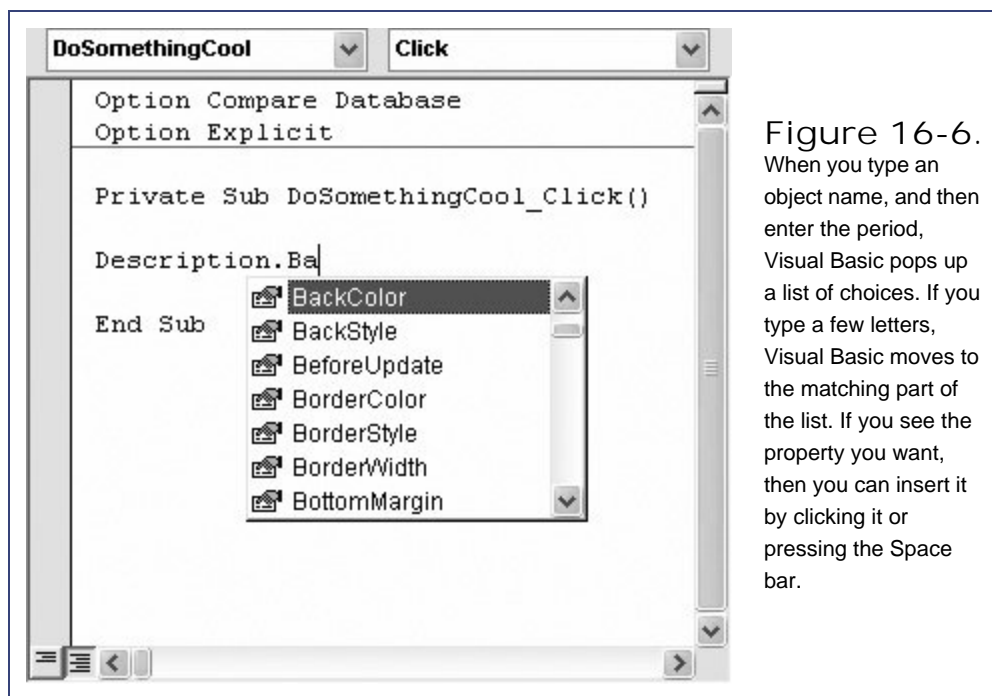 DoSomethingCool Click
Option Compare Database
Option Explicit
Private Sub DoSomethingCool_Click()
Description.Ba
BackColor
End Sub
BackStyle
BeforeUpdate
BorderColor
BorderStyle
BorderWidth
BottomMargin
Figure 16-6.
When you type an
object name, and then
enter the period,
Visual Basic pops up
a list of choices. If you
type a few letters,
Visual Basic moves to
the matching part of
the list. If you see the
property you want,
then you can insert it
by clicking it or
pressing the Space
bar.